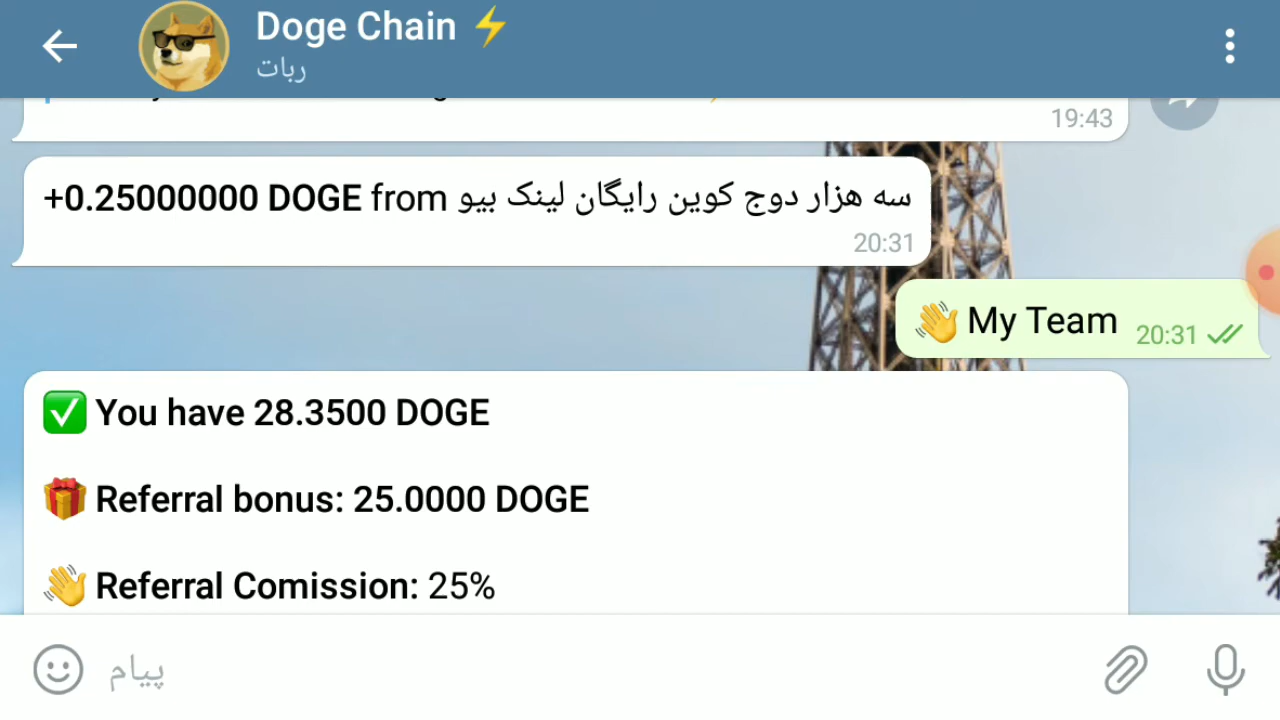 Doge Chain ⚡
ربات
19:43
+0.25000000 DOGE from سه هزار دوج کوین رایگان لینک بیو
20:31
👋 My Team 20:31
✅ You have 28.3500 DOGE
🎁 Referral bonus: 25.0000 DOGE
👋 Referral Comission: 25%
پیام